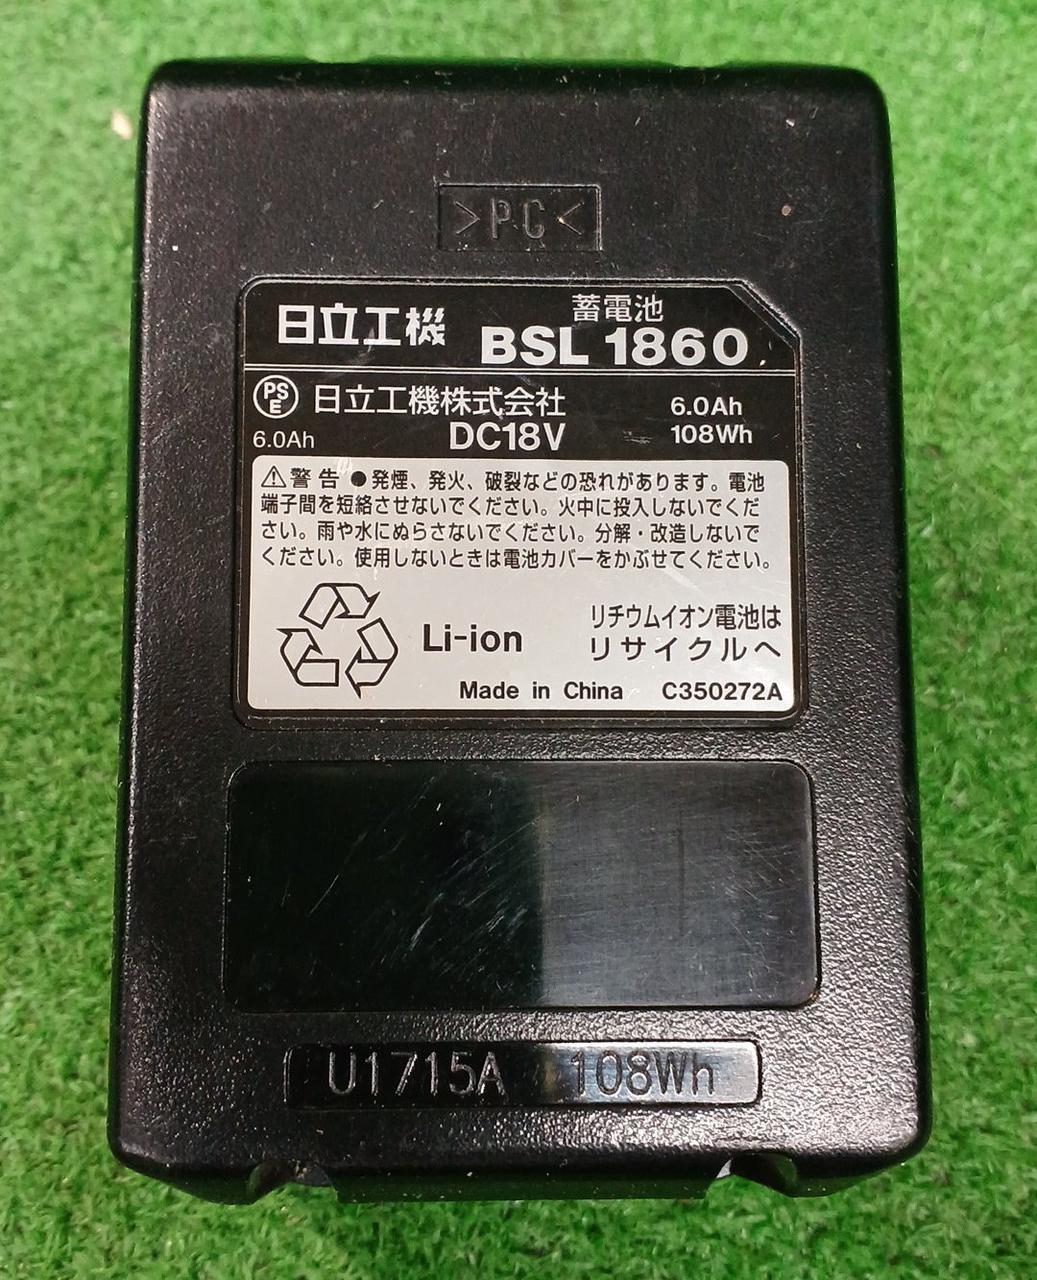 >PC<
日立工機 蓄電池
BSL 1860
PSE 日立工機株式会社 6.0Ah
6.0Ah DC18V 108Wh
⚠警告 ●発煙、発火、破裂などの恐れがあります。電池
端子間を短絡させないでください。火中に投入しないでくだ
さい。雨や水にぬらさないでください。分解・改造しないで
ください。使用しないときは電池カバーをかぶせてください。
Li-ion リチウムイオン電池は
リサイクルへ
Made in China C350272A
U1715A 108Wh